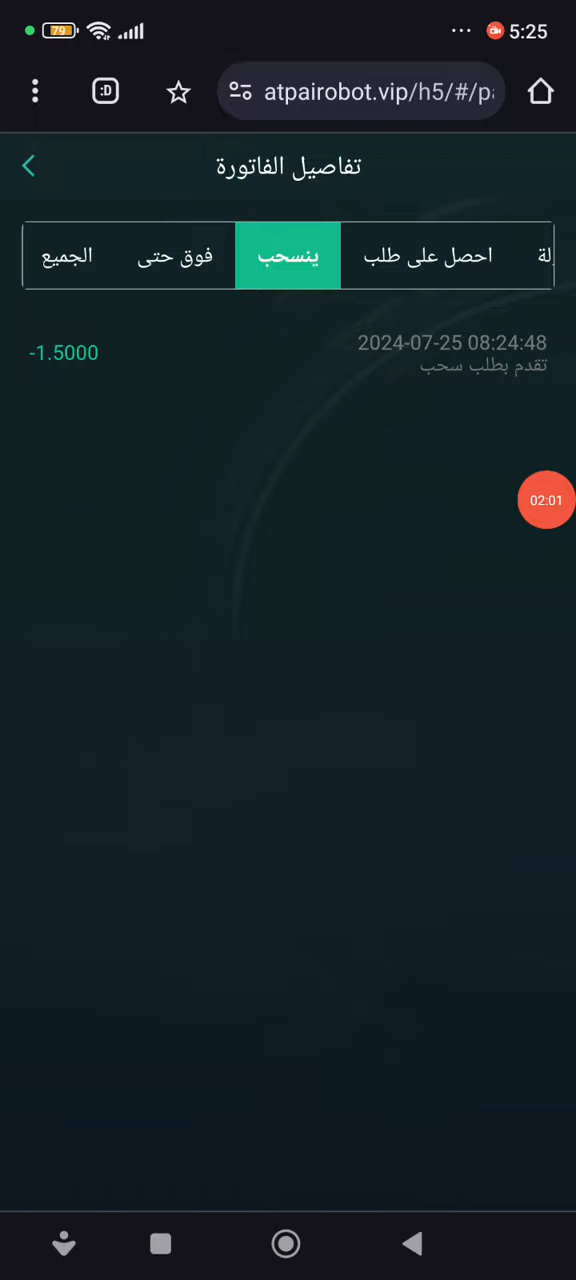 79
5:25
:D
atpairobot.vip/h5/#/pa
تفاصيل الفاتورة
الجميع
فوق حتى
ينسحب
احصل على طلب
-1.5000
2024-07-25 08:24:48
تقدم بطلب سحب
02:01